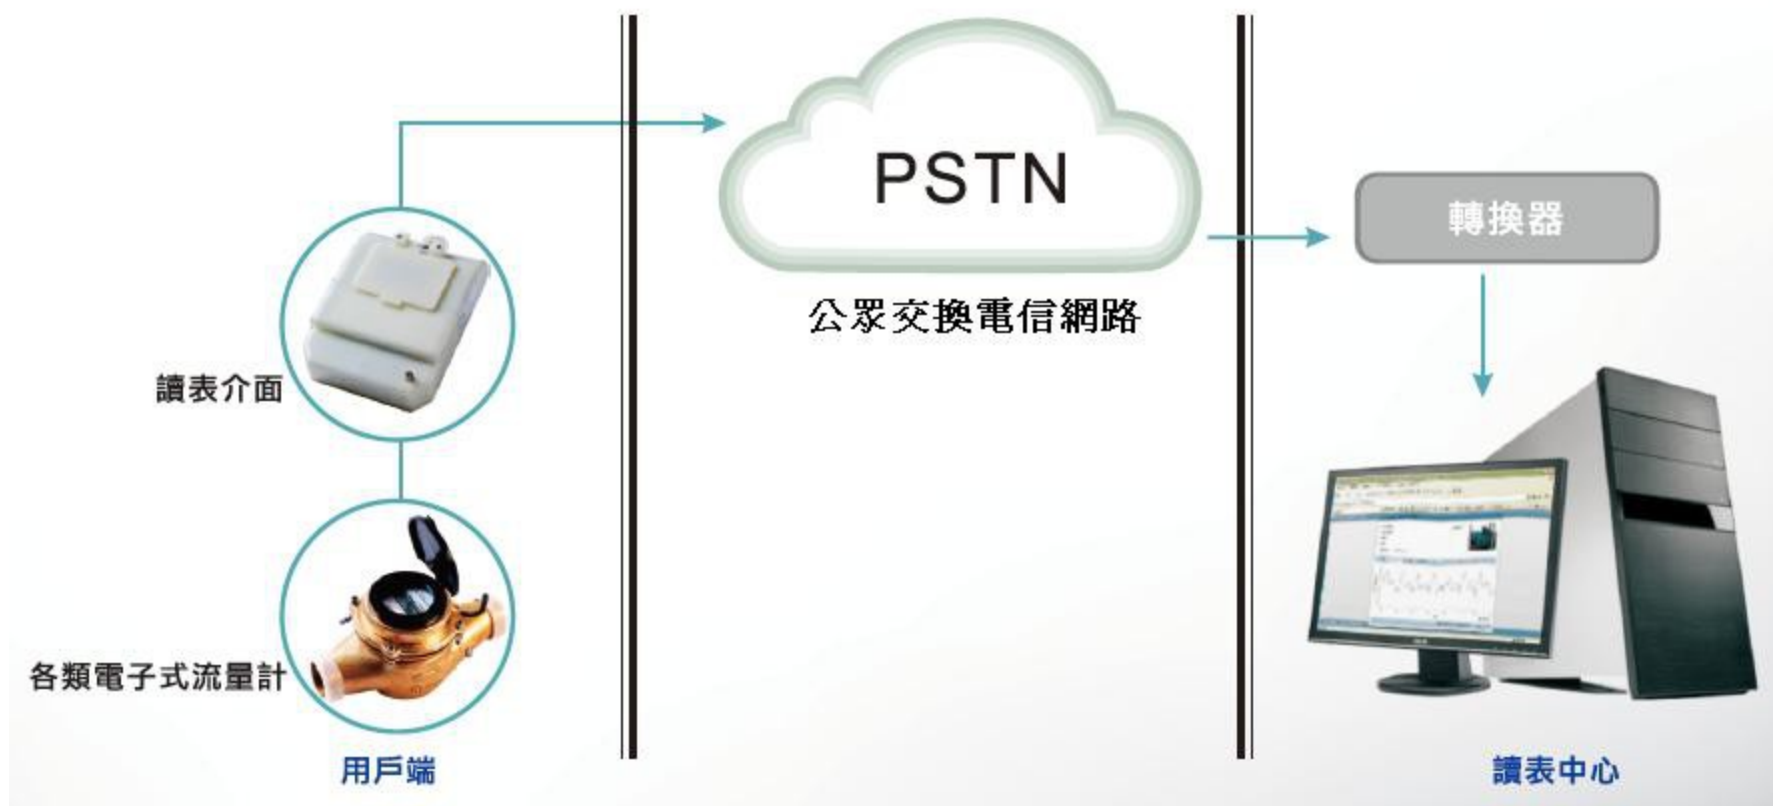 PSTN
公眾交換電信網路
轉換器
讀表介面
各類電子式流量計
用戶端
讀表中心